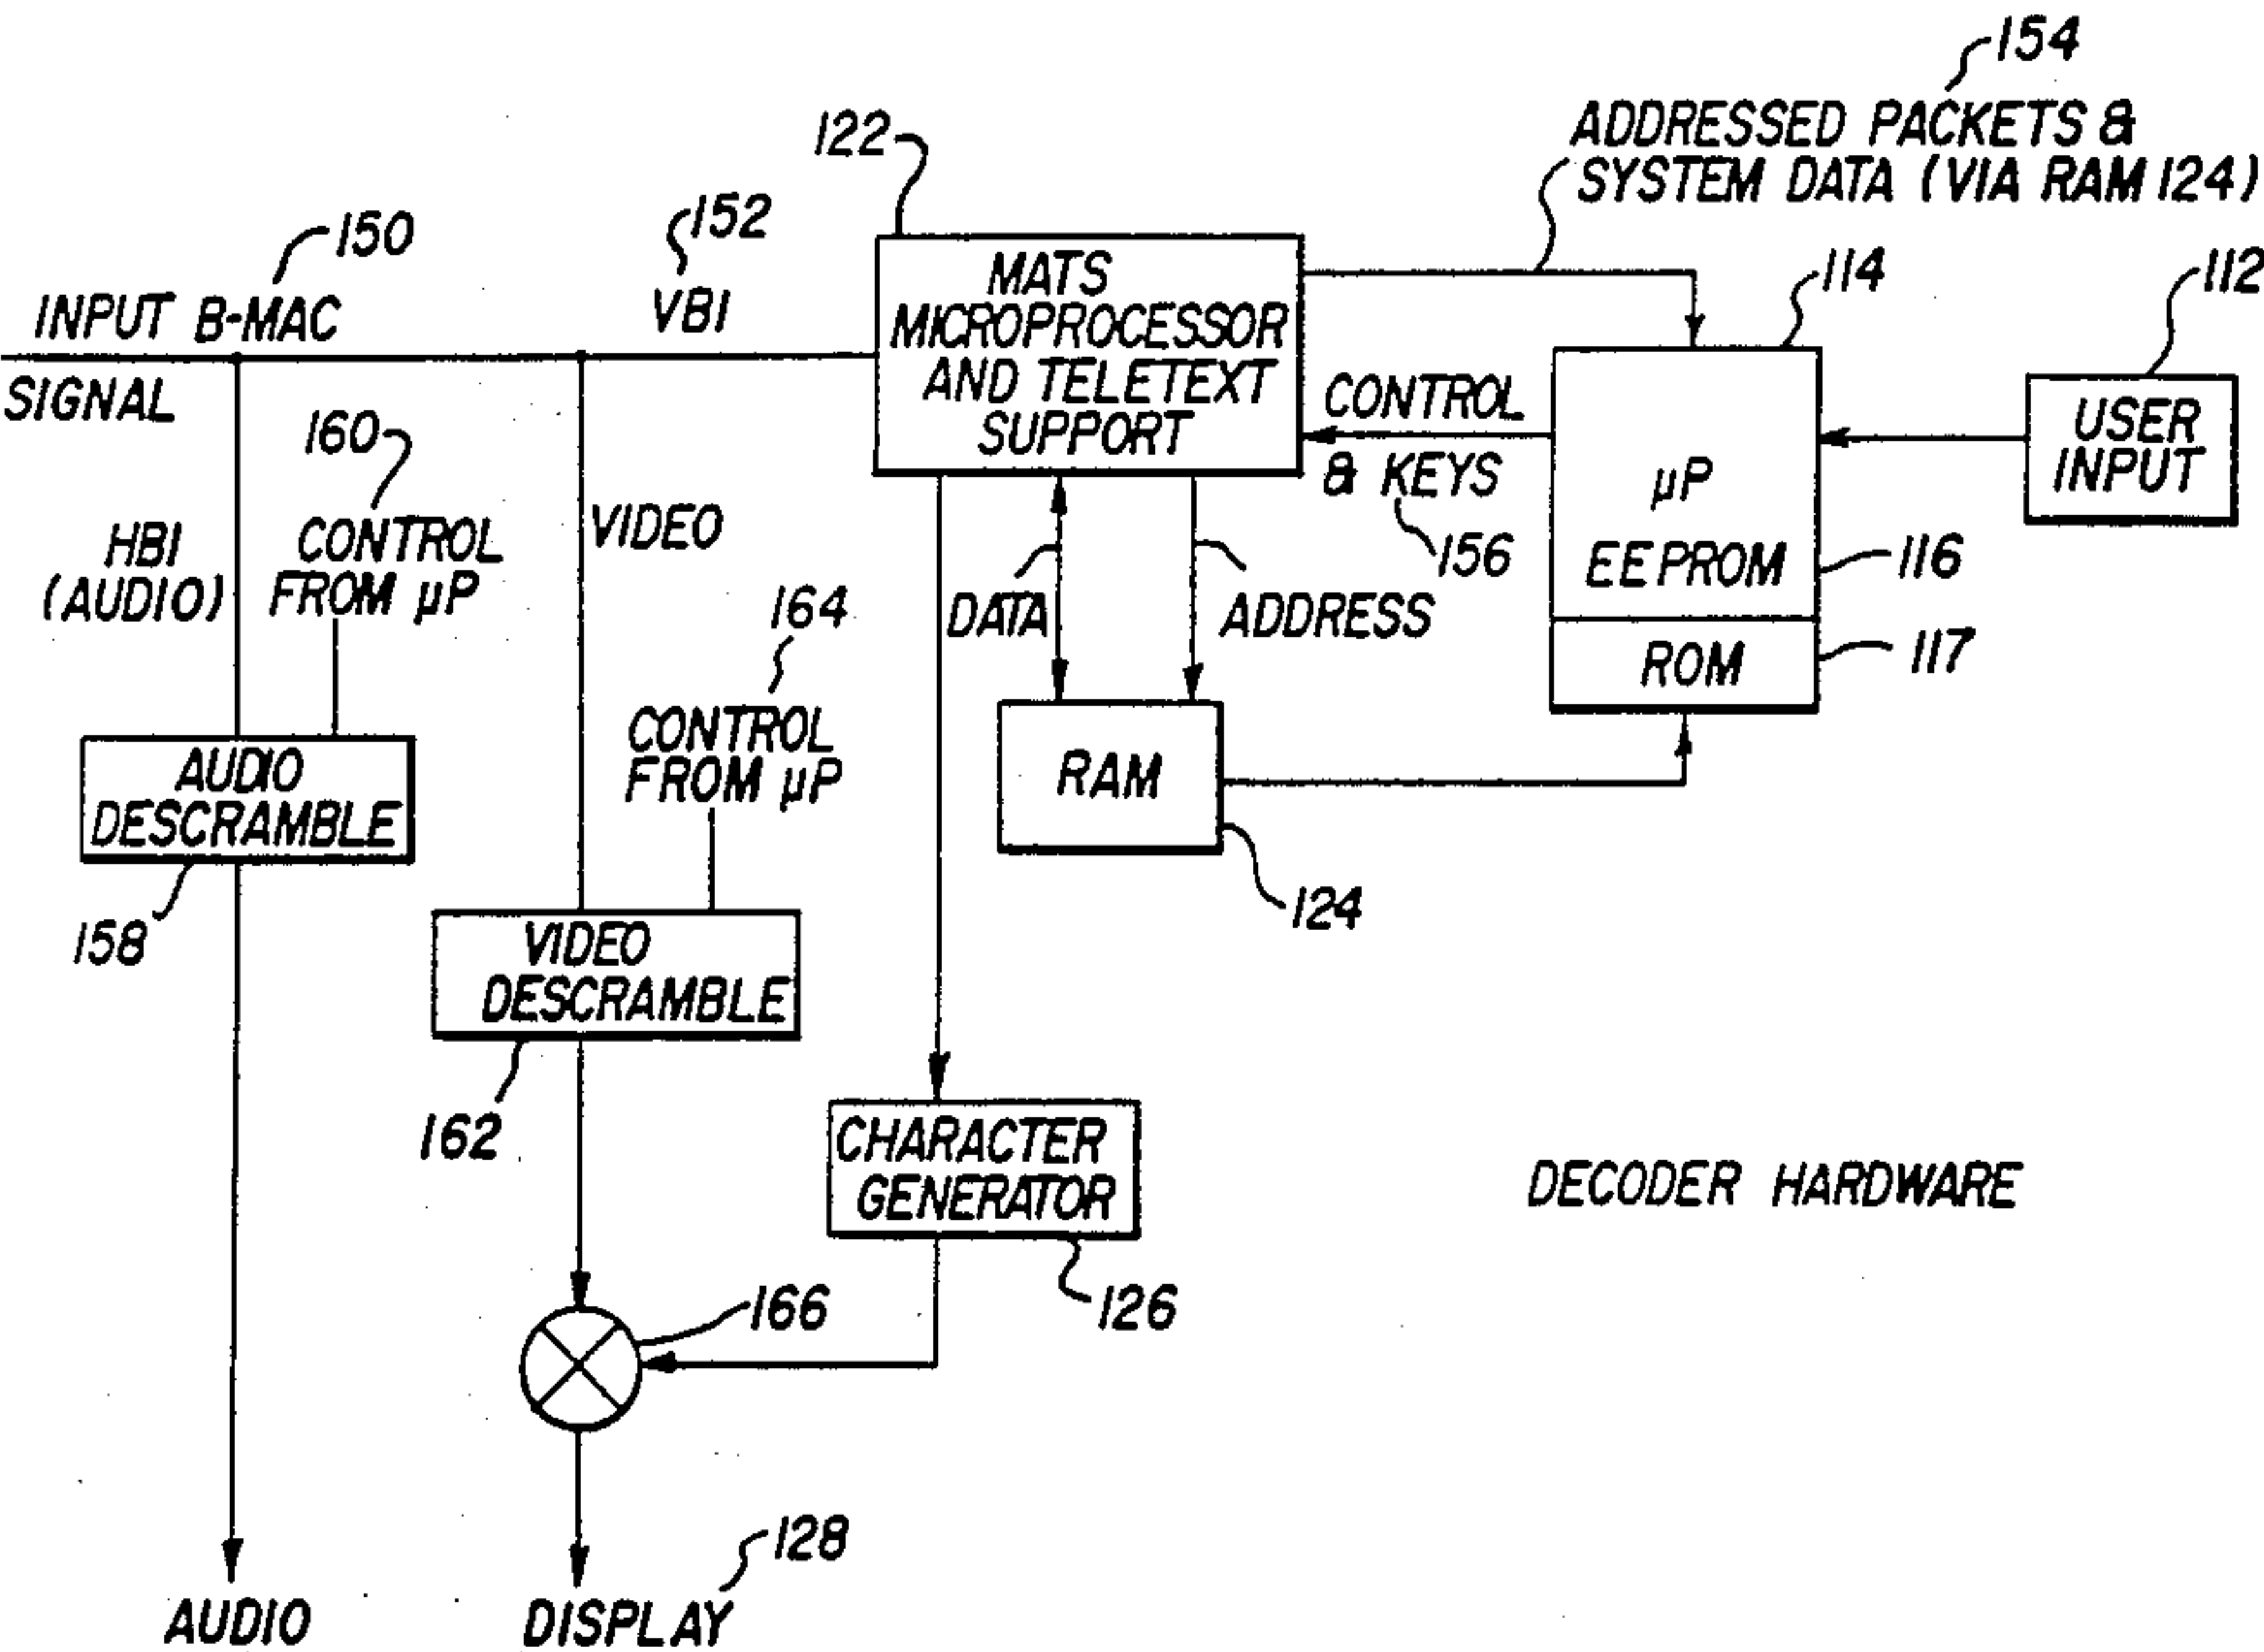 154
ADDRESSED PACKETS &
SYSTEM DATA (VIA RAM 124)
122
152
VBI
150
INPUT B-MAC
SIGNAL
114
112
MATS
MICROPROCESSOR
AND TELETEXT
SUPPORT
CONTROL
& KEYS
156
USER
INPUT
µP
EEPROM
116
ROM
117
160
CONTROL
FROM µP
HBI
(AUDIO)
VIDEO
164
CONTROL
FROM µP
DATA
ADDRESS
RAM
124
AUDIO
DESCRAMBLE
158
VIDEO
DESCRAMBLE
162
CHARACTER
GENERATOR
126
DECODER HARDWARE
166
128
AUDIO
DISPLAY